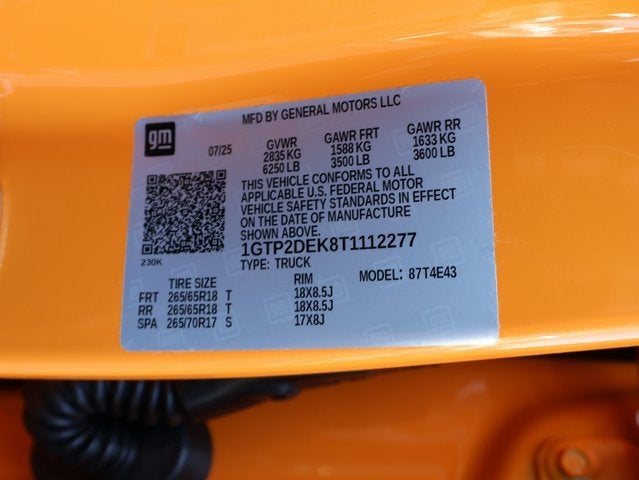 MFD BY GENERAL MOTORS LLC
gm
07/25 GVWR GAWR FRT GAWR RR
2835 KG 1588 KG 1633 KG
6250 LB 3500 LB 3600 LB
THIS VEHICLE CONFORMS TO ALL
APPLICABLE U.S. FEDERAL MOTOR
VEHICLE SAFETY STANDARDS IN EFFECT
ON THE DATE OF MANUFACTURE
SHOWN ABOVE.
1GTP2DEK8T1112277
230K
TYPE: TRUCK
MODEL: 87T4E43
TIRE SIZE RIM
FRT 265/65R18 T 18X8.5J
RR 265/65R18 T 18X8.5J
SPA 265/70R17 S 17X8J